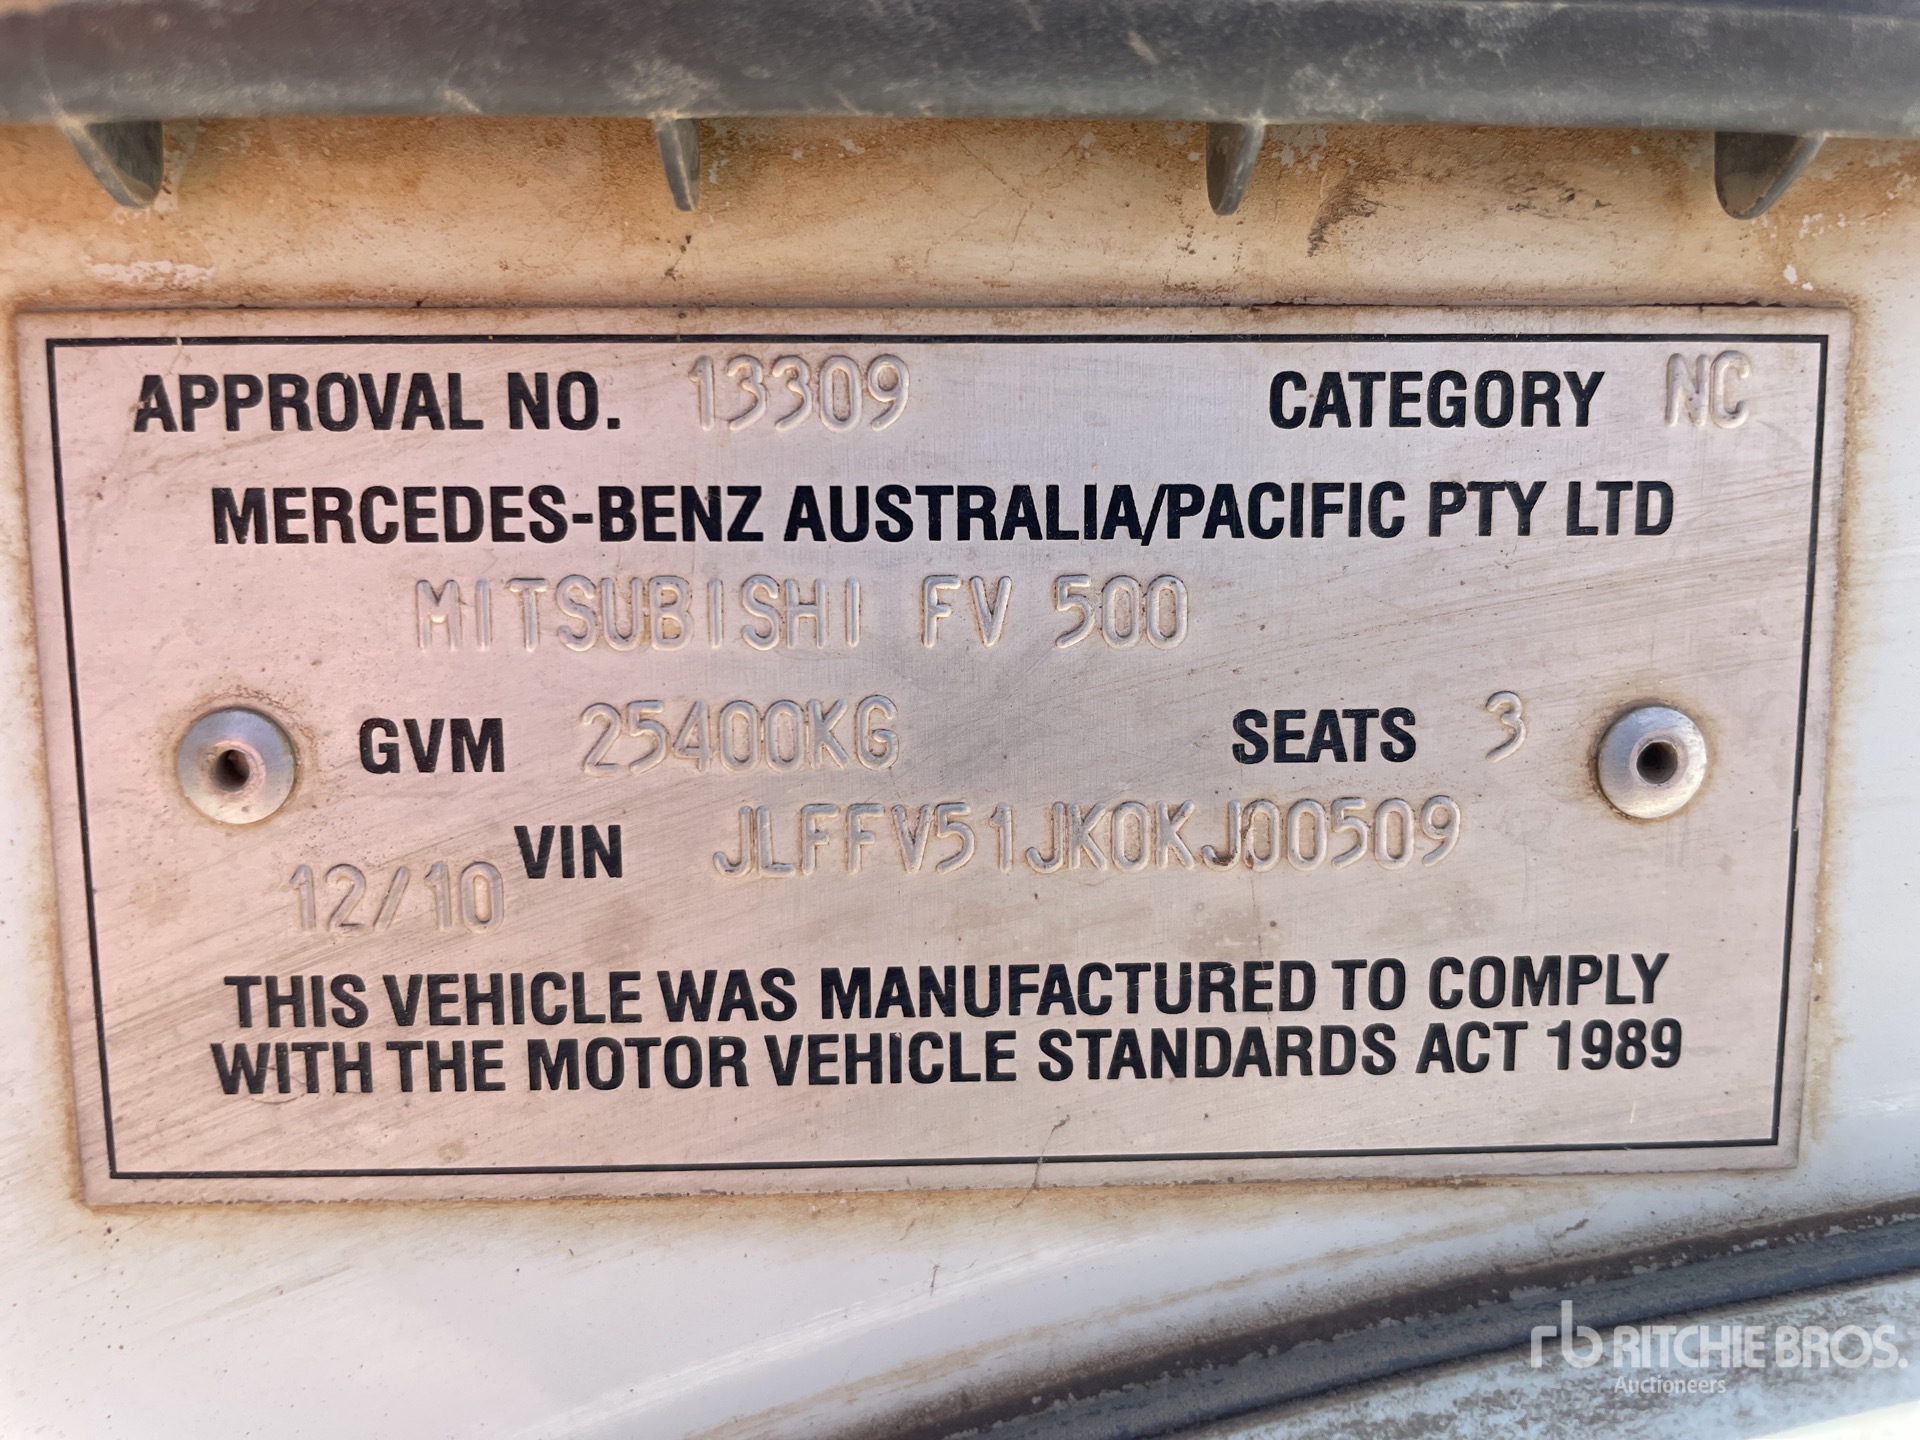 APPROVAL NO. 13309 CATEGORY NC
MERCEDES-BENZ AUSTRALIA/PACIFIC PTY LTD
MITSUBISHI FV 500
GVM 25400KG SEATS 3
12/10 VIN JLFFV51JK0KJ00509
THIS VEHICLE WAS MANUFACTURED TO COMPLY
WITH THE MOTOR VEHICLE STANDARDS ACT 1989
rb RITCHIE BROS.
Auctioneers